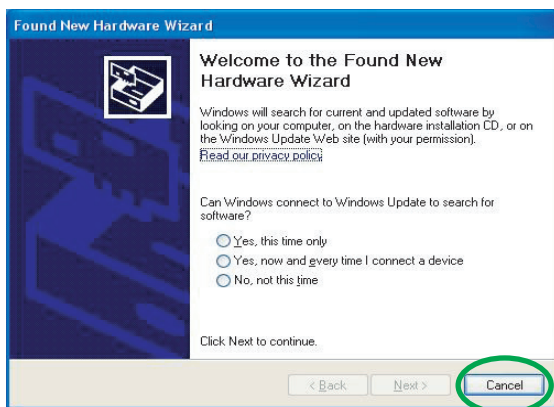 Found New Hardware Wizard
Welcome to the Found New
Hardware Wizard
Windows will search for current and updated software by
looking on your computer, on the hardware installation CD, or on
the Windows Update Web site (with your permission).
Read our privacy policy
Can Windows connect to Windows Update to search for
software?
Yes, this time only
Yes, now and every time I connect a device
No, not this time
Click Next to continue.
< Back Next > Cancel